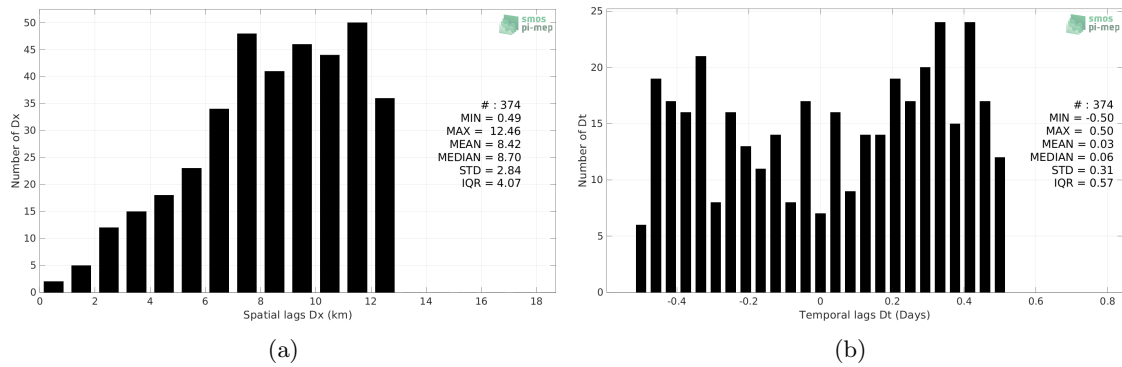 50
45
40
35
30
25
20
15
10
5
0
Number of Dx
0 2 4 6 8 10 12 14 16 18
Spatial lags Dx (km)
smos
pi-mep
# : 374
MIN = 0.49
MAX = 12.46
MEAN = 8.42
MEDIAN = 8.70
STD = 2.84
IQR = 4.07
(a)
25
20
15
10
5
0
Number of Dt
-0.4 -0.2 0 0.2 0.4 0.6 0.8
Temporal lags Dt (Days)
smos
pi-mep
# : 374
MIN = -0.50
MAX = 0.50
MEAN = 0.03
MEDIAN = 0.06
STD = 0.31
IQR = 0.57
(b)